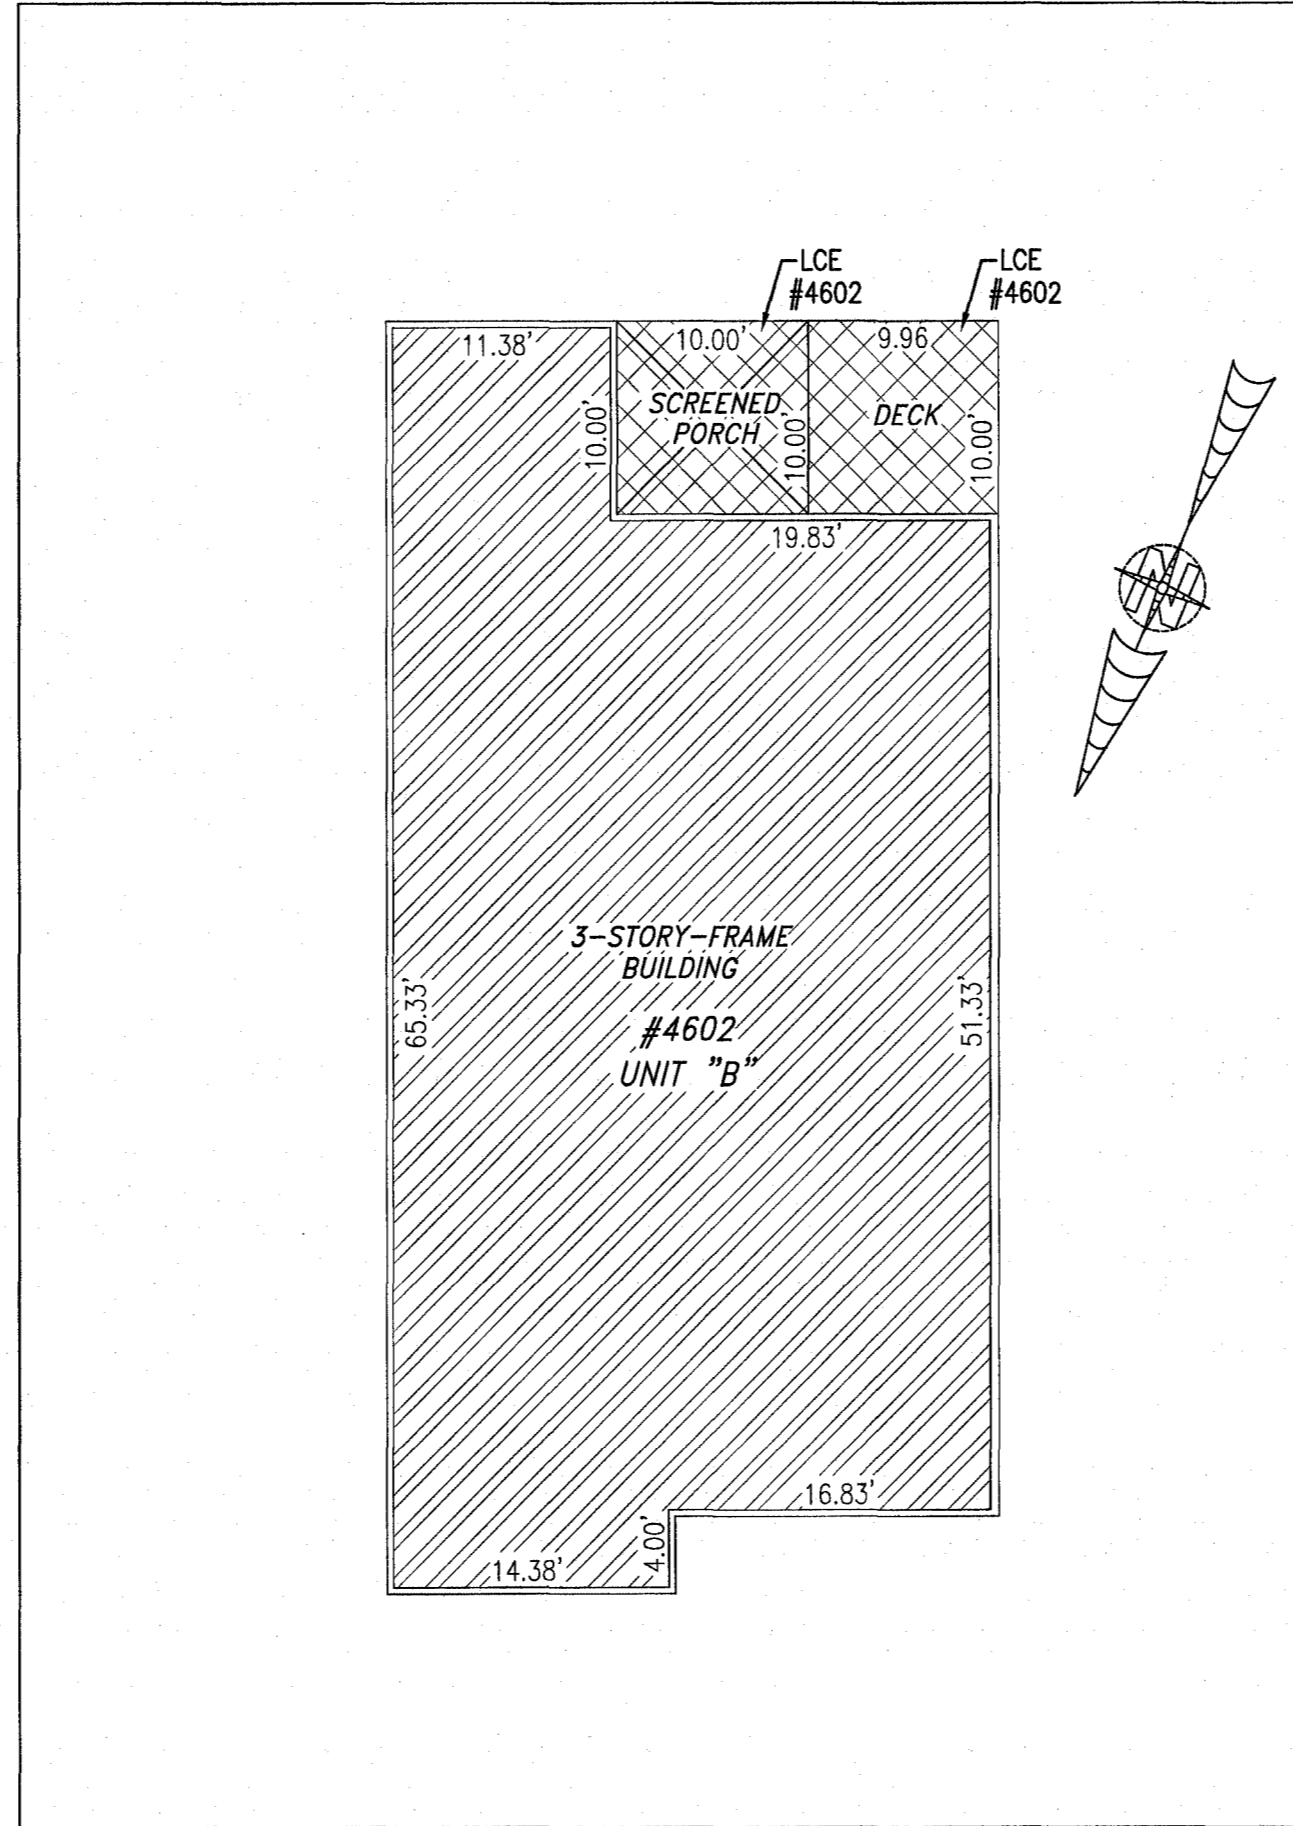 LCE
#4602
LCE
#4602
11.38'
10.00'
9.96
SCREENED
PORCH
DECK
10.00'
10.00'
10.00'
19.83'
N
3-STORY-FRAME
BUILDING
#4602
UNIT "B"
65.33'
51.33'
16.83'
4.00'
14.38'